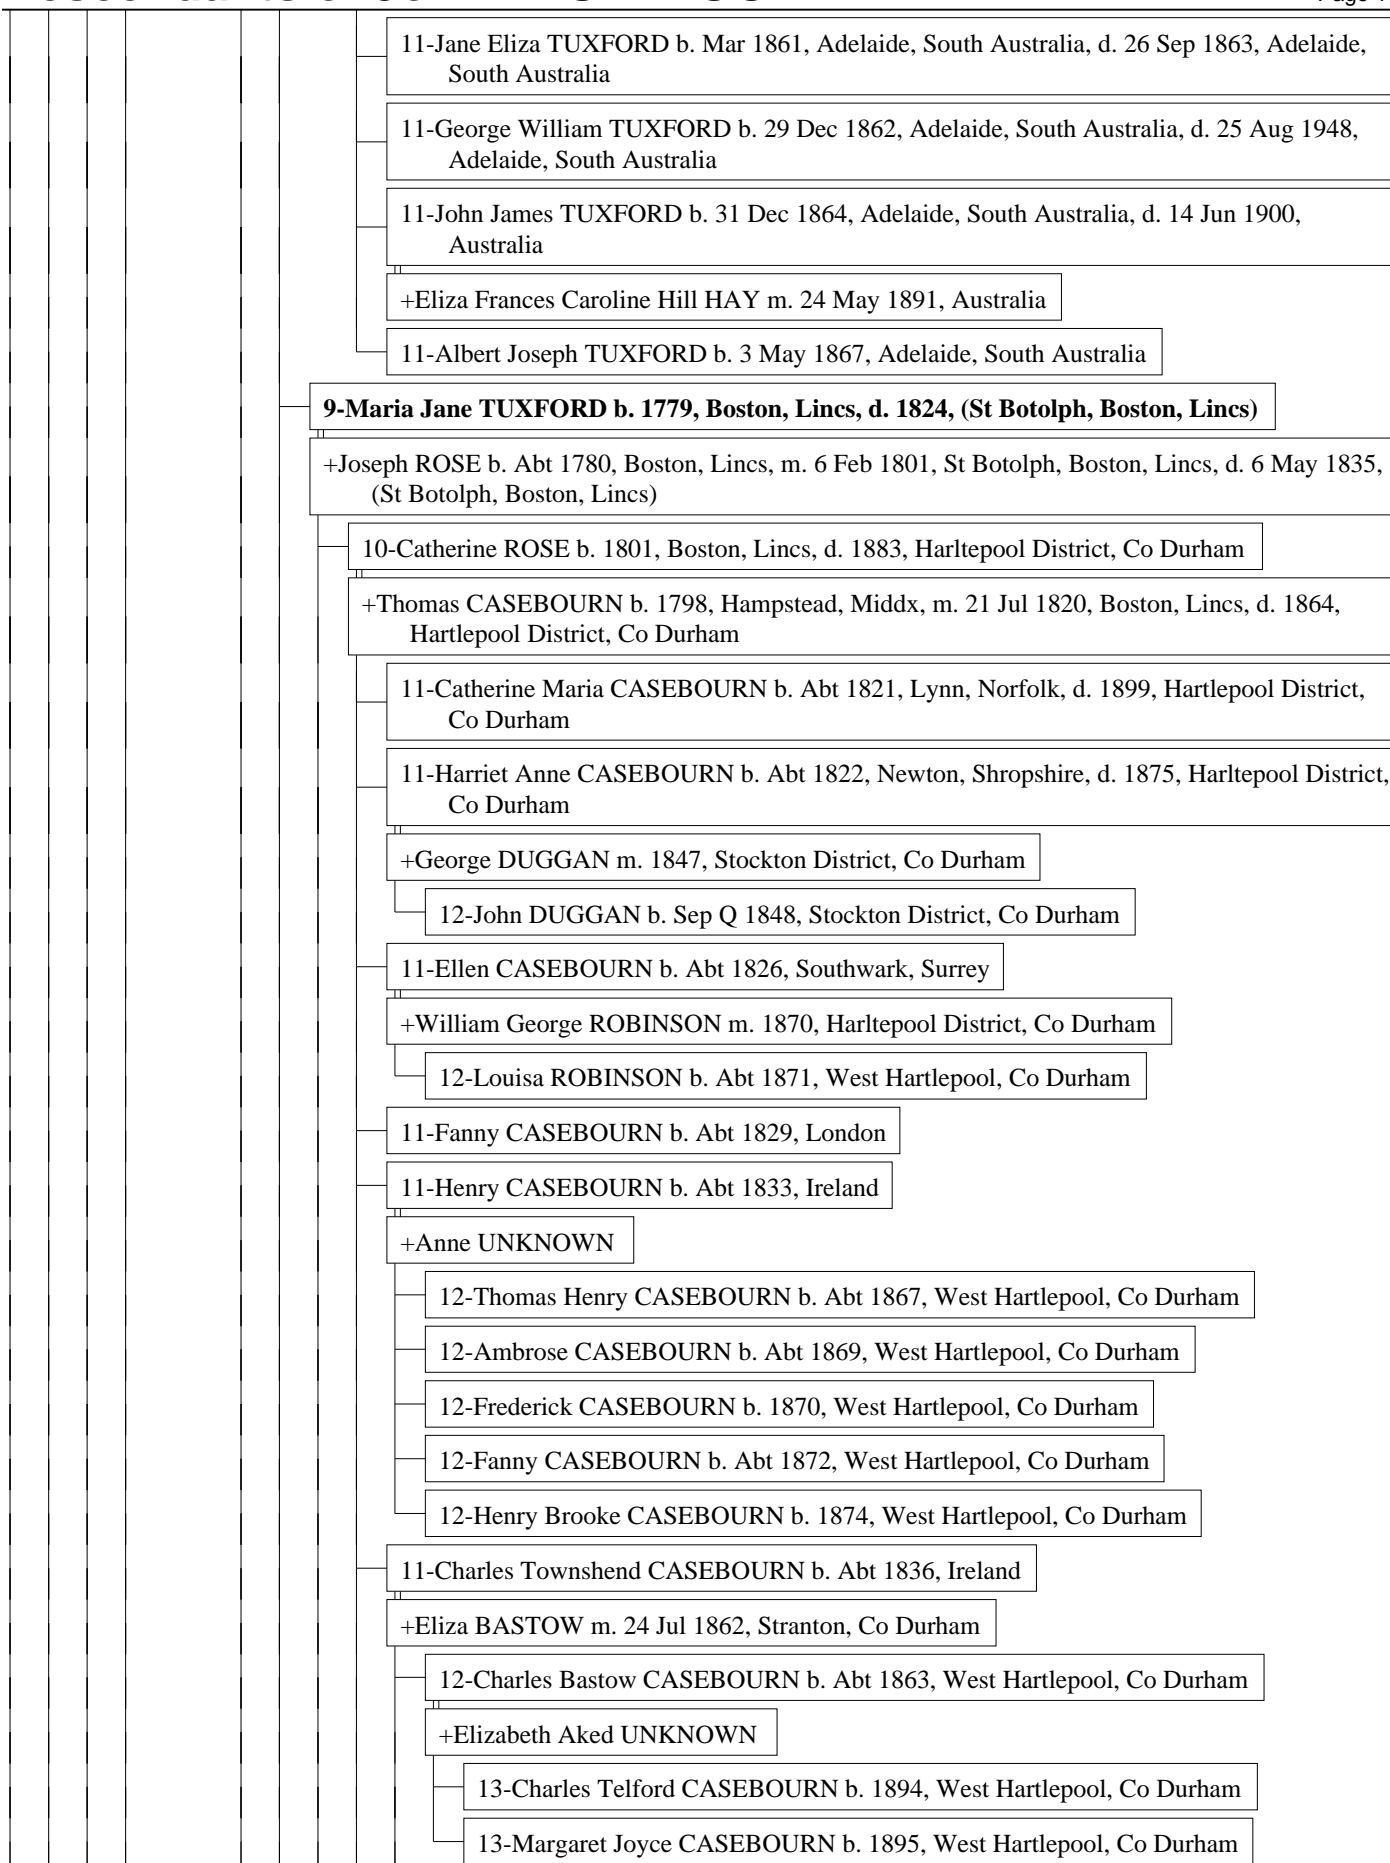 11-Jane Eliza TUXFORD b. Mar 1861, Adelaide, South Australia, d. 26 Sep 1863, Adelaide,
South Australia
11-George William TUXFORD b. 29 Dec 1862, Adelaide, South Australia, d. 25 Aug 1948,
Adelaide, South Australia
11-John James TUXFORD b. 31 Dec 1864, Adelaide, South Australia, d. 14 Jun 1900,
Australia
+Eliza Frances Caroline Hill HAY m. 24 May 1891, Australia
11-Albert Joseph TUXFORD b. 3 May 1867, Adelaide, South Australia
9-Maria Jane TUXFORD b. 1779, Boston, Lincs, d. 1824, (St Botolph, Boston, Lincs)
+Joseph ROSE b. Abt 1780, Boston, Lincs, m. 6 Feb 1801, St Botolph, Boston, Lincs, d. 6 May 1835,
(St Botolph, Boston, Lincs)
10-Catherine ROSE b. 1801, Boston, Lincs, d. 1883, Harltepool District, Co Durham
+Thomas CASEBOURN b. 1798, Hampstead, Middx, m. 21 Jul 1820, Boston, Lincs, d. 1864,
Hartlepool District, Co Durham
11-Catherine Maria CASEBOURN b. Abt 1821, Lynn, Norfolk, d. 1899, Hartlepool District,
Co Durham
11-Harriet Anne CASEBOURN b. Abt 1822, Newton, Shropshire, d. 1875, Harltepool District,
Co Durham
+George DUGGAN m. 1847, Stockton District, Co Durham
12-John DUGGAN b. Sep Q 1848, Stockton District, Co Durham
11-Ellen CASEBOURN b. Abt 1826, Southwark, Surrey
+William George ROBINSON m. 1870, Harltepool District, Co Durham
12-Louisa ROBINSON b. Abt 1871, West Hartlepool, Co Durham
11-Fanny CASEBOURN b. Abt 1829, London
11-Henry CASEBOURN b. Abt 1833, Ireland
+Anne UNKNOWN
12-Thomas Henry CASEBOURN b. Abt 1867, West Hartlepool, Co Durham
12-Ambrose CASEBOURN b. Abt 1869, West Hartlepool, Co Durham
12-Frederick CASEBOURN b. 1870, West Hartlepool, Co Durham
12-Fanny CASEBOURN b. Abt 1872, West Hartlepool, Co Durham
12-Henry Brooke CASEBOURN b. 1874, West Hartlepool, Co Durham
11-Charles Townshend CASEBOURN b. Abt 1836, Ireland
+Eliza BASTOW m. 24 Jul 1862, Stranton, Co Durham
12-Charles Bastow CASEBOURN b. Abt 1863, West Hartlepool, Co Durham
+Elizabeth Aked UNKNOWN
13-Charles Telford CASEBOURN b. 1894, West Hartlepool, Co Durham
13-Margaret Joyce CASEBOURN b. 1895, West Hartlepool, Co Durham